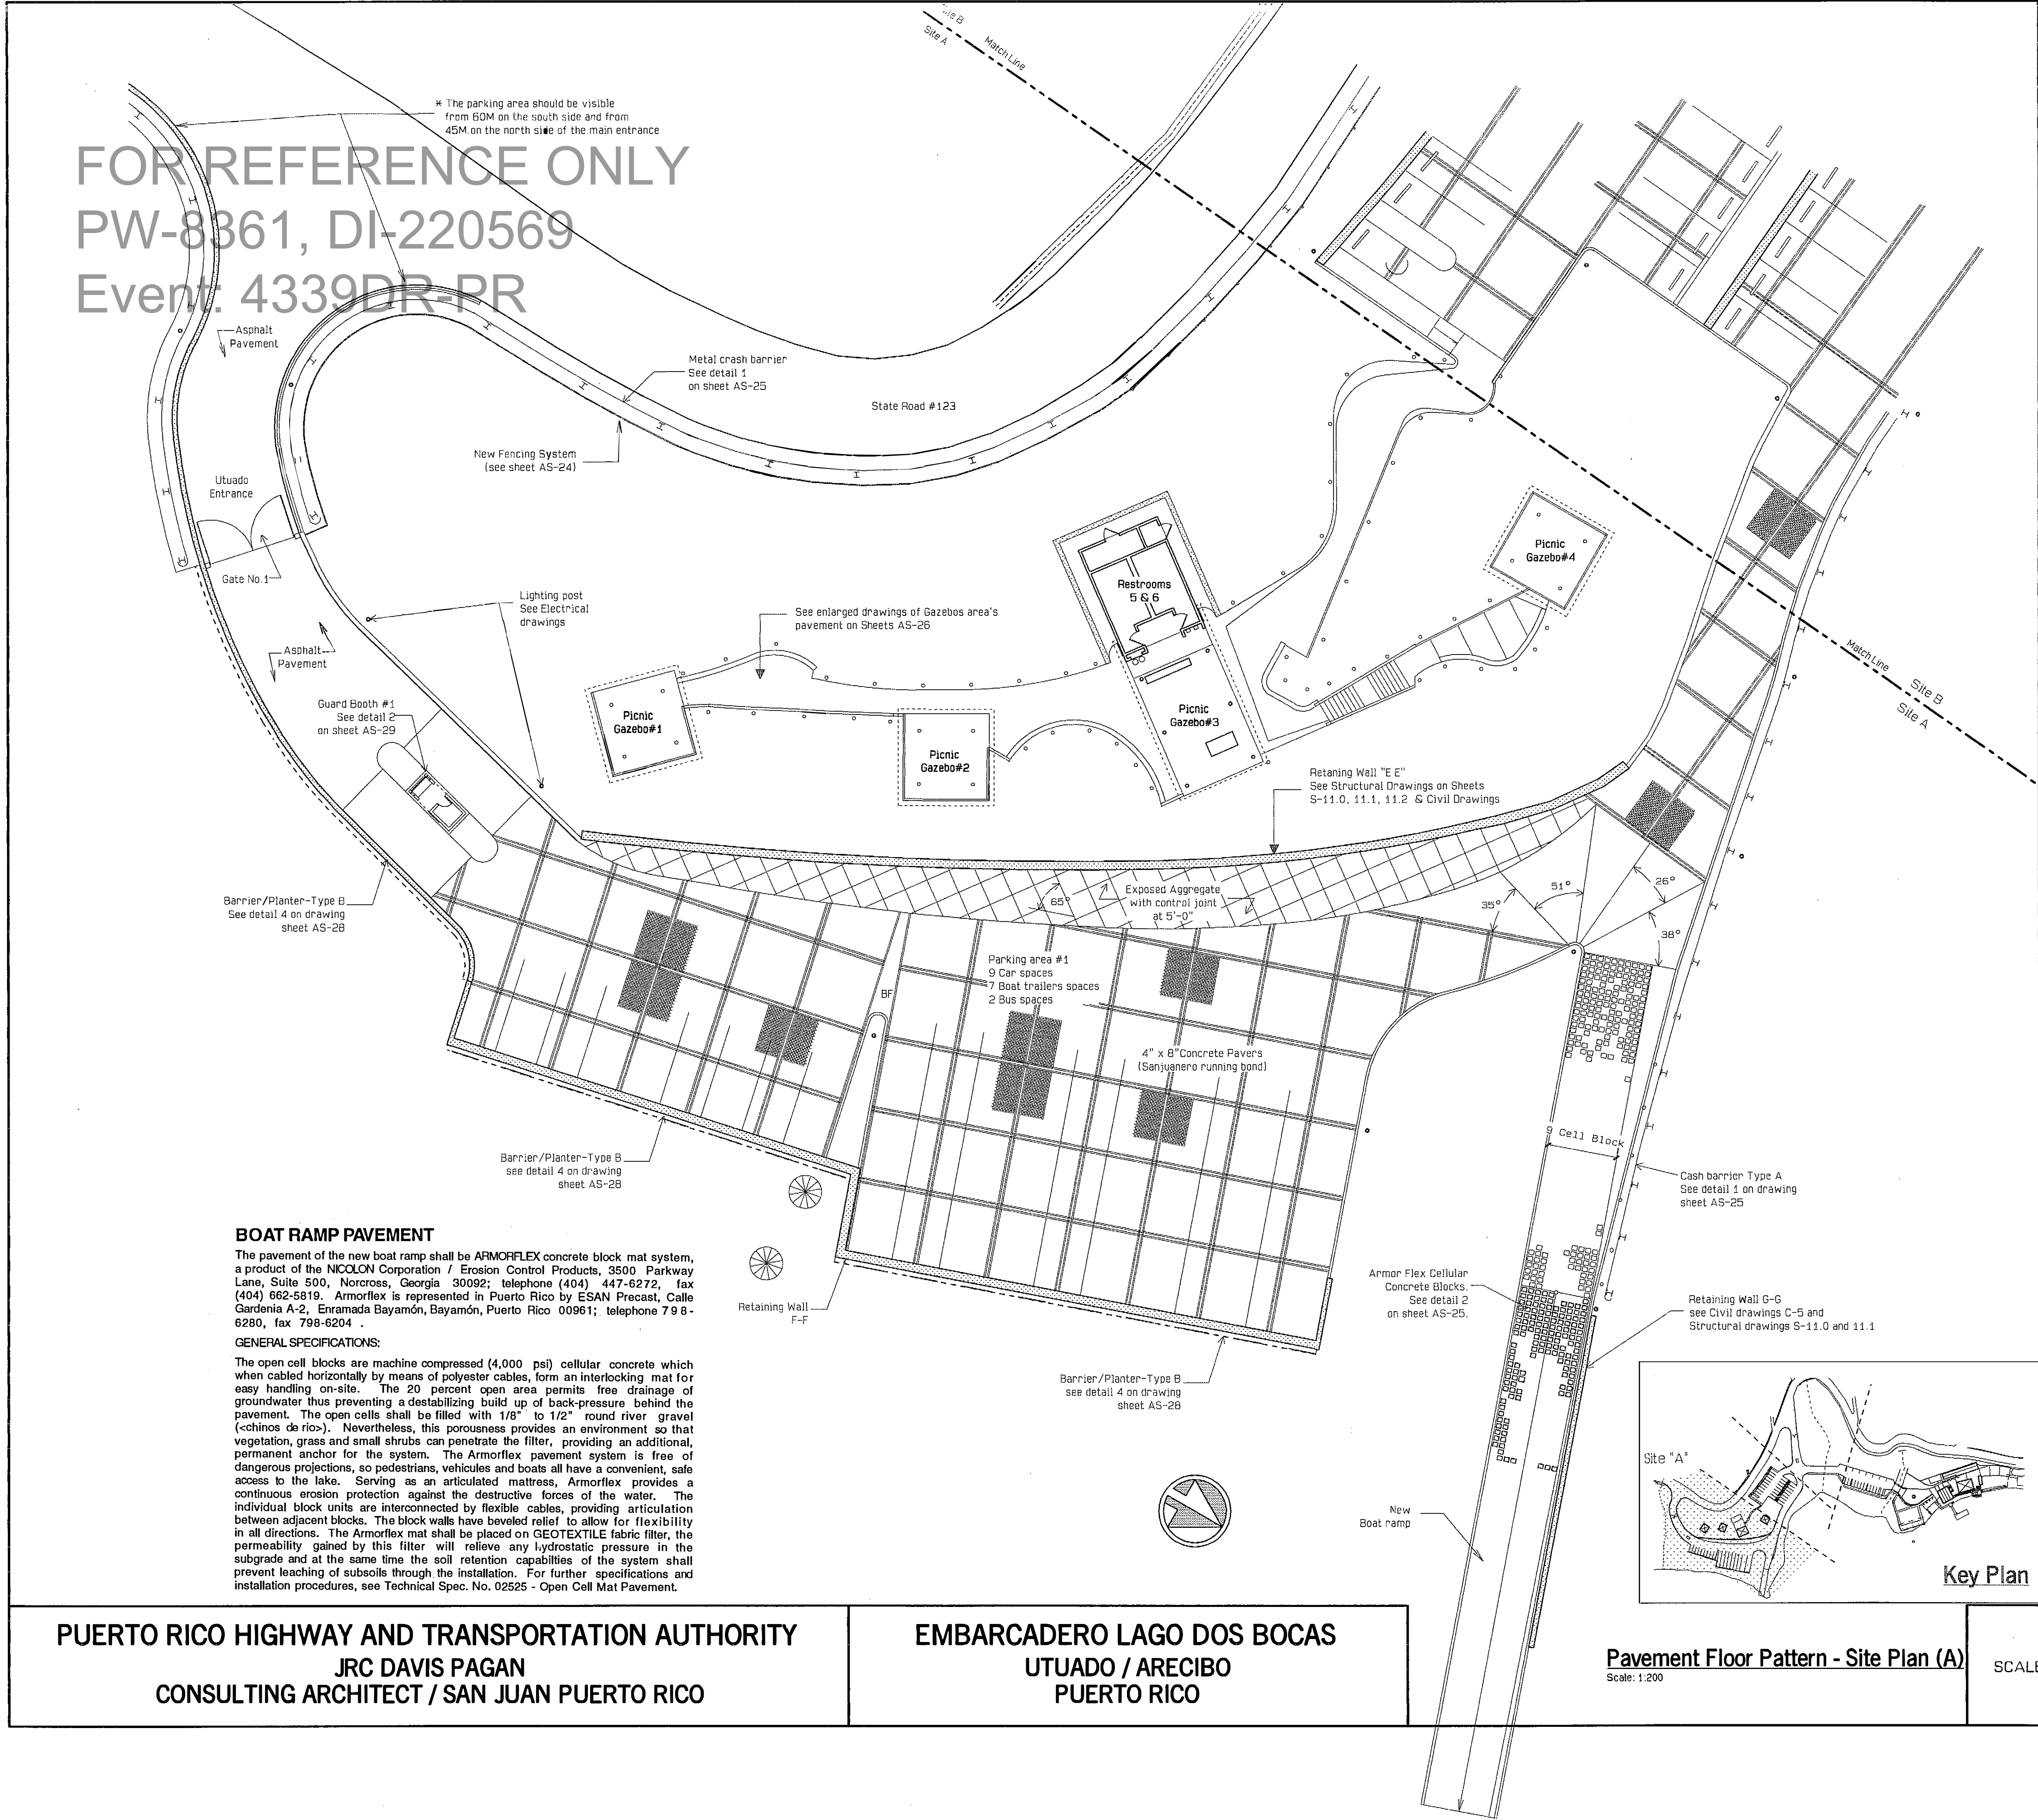 Site B
Site A
Match Line
* The parking area should be visible
from 60M on the south side and from
45M on the north side of the main entrance
FOR REFERENCE ONLY
PW-8361, DI-220569
Event: 4339DR-PR
Asphalt
Pavement
Metal crash barrier
See detail 1
on sheet AS-25
State Road #123
New Fencing System
(see sheet AS-24)
Utuado
Entrance
Gate No.1
Lighting post
See Electrical
drawings
See enlarged drawings of Gazebos area's
pavement on Sheets AS-26
Restrooms
5 & 6
Picnic
Gazebo#4
Asphalt
Pavement
Match Line
Site B
Site A
Guard Booth #1
See detail 2
on sheet AS-29
Picnic
Gazebo#1
Picnic
Gazebo#2
Picnic
Gazebo#3
Retaning Wall "E E"
See Structural Drawings on Sheets
S-11.0, 11.1, 11.2 & Civil Drawings
Barrier/Planter-Type B
See detail 4 on drawing
sheet AS-28
65°
Exposed Aggregate
with control joint
at 5'-0"
35°
51°
26°
38°
BF
Parking area #1
9 Car spaces
7 Boat trailers spaces
2 Bus spaces
4" x 8"Concrete Pavers
(Sanjuanero running bond)
9 Cell Block
Barrier/Planter-Type B
see detail 4 on drawing
sheet AS-28
Cash barrier Type A
See detail 1 on drawing
sheet AS-25
BOAT RAMP PAVEMENT
The pavement of the new boat ramp shall be ARMORFLEX concrete block mat system,
a product of the NICOLON Corporation / Erosion Control Products, 3500 Parkway
Lane, Suite 500, Norcross, Georgia 30092; telephone (404) 447-6272, fax
(404) 662-5819. Armorflex is represented in Puerto Rico by ESAN Precast, Calle
Gardenia A-2, Enramada Bayamón, Bayamón, Puerto Rico 00961; telephone 798-
6280, fax 798-6204 .
GENERAL SPECIFICATIONS:
The open cell blocks are machine compressed (4,000 psi) cellular concrete which
when cabled horizontally by means of polyester cables, form an interlocking mat for
easy handling on-site. The 20 percent open area permits free drainage of
groundwater thus preventing a destabilizing build up of back-pressure behind the
pavement. The open cells shall be filled with 1/8" to 1/2" round river gravel
(<chinos de rio>). Nevertheless, this porousness provides an environment so that
vegetation, grass and small shrubs can penetrate the filter, providing an additional,
permanent anchor for the system. The Armorflex pavement system is free of
dangerous projections, so pedestrians, vehicules and boats all have a convenient, safe
access to the lake. Serving as an articulated mattress, Armorflex provides a
continuous erosion protection against the destructive forces of the water. The
individual block units are interconnected by flexible cables, providing articulation
between adjacent blocks. The block walls have beveled relief to allow for flexibility
in all directions. The Armorflex mat shall be placed on GEOTEXTILE fabric filter, the
permeability gained by this filter will relieve any hydrostatic pressure in the
subgrade and at the same time the soil retention capabilties of the system shall
prevent leaching of subsoils through the installation. For further specifications and
installation procedures, see Technical Spec. No. 02525 - Open Cell Mat Pavement.
Retaining Wall
F-F
Armor Flex Cellular
Concrete Blocks.
See detail 2
on sheet AS-25.
Retaining Wall G-G
see Civil drawings C-5 and
Structural drawings S-11.0 and 11.1
Barrier/Planter-Type B
see detail 4 on drawing
sheet AS-28
Site "A"
New
Boat ramp
Key Plan
PUERTO RICO HIGHWAY AND TRANSPORTATION AUTHORITY
JRC DAVIS PAGAN
CONSULTING ARCHITECT / SAN JUAN PUERTO RICO
EMBARCADERO LAGO DOS BOCAS
UTUADO / ARECIBO
PUERTO RICO
Pavement Floor Pattern - Site Plan (A)
Scale: 1:200
SCALE